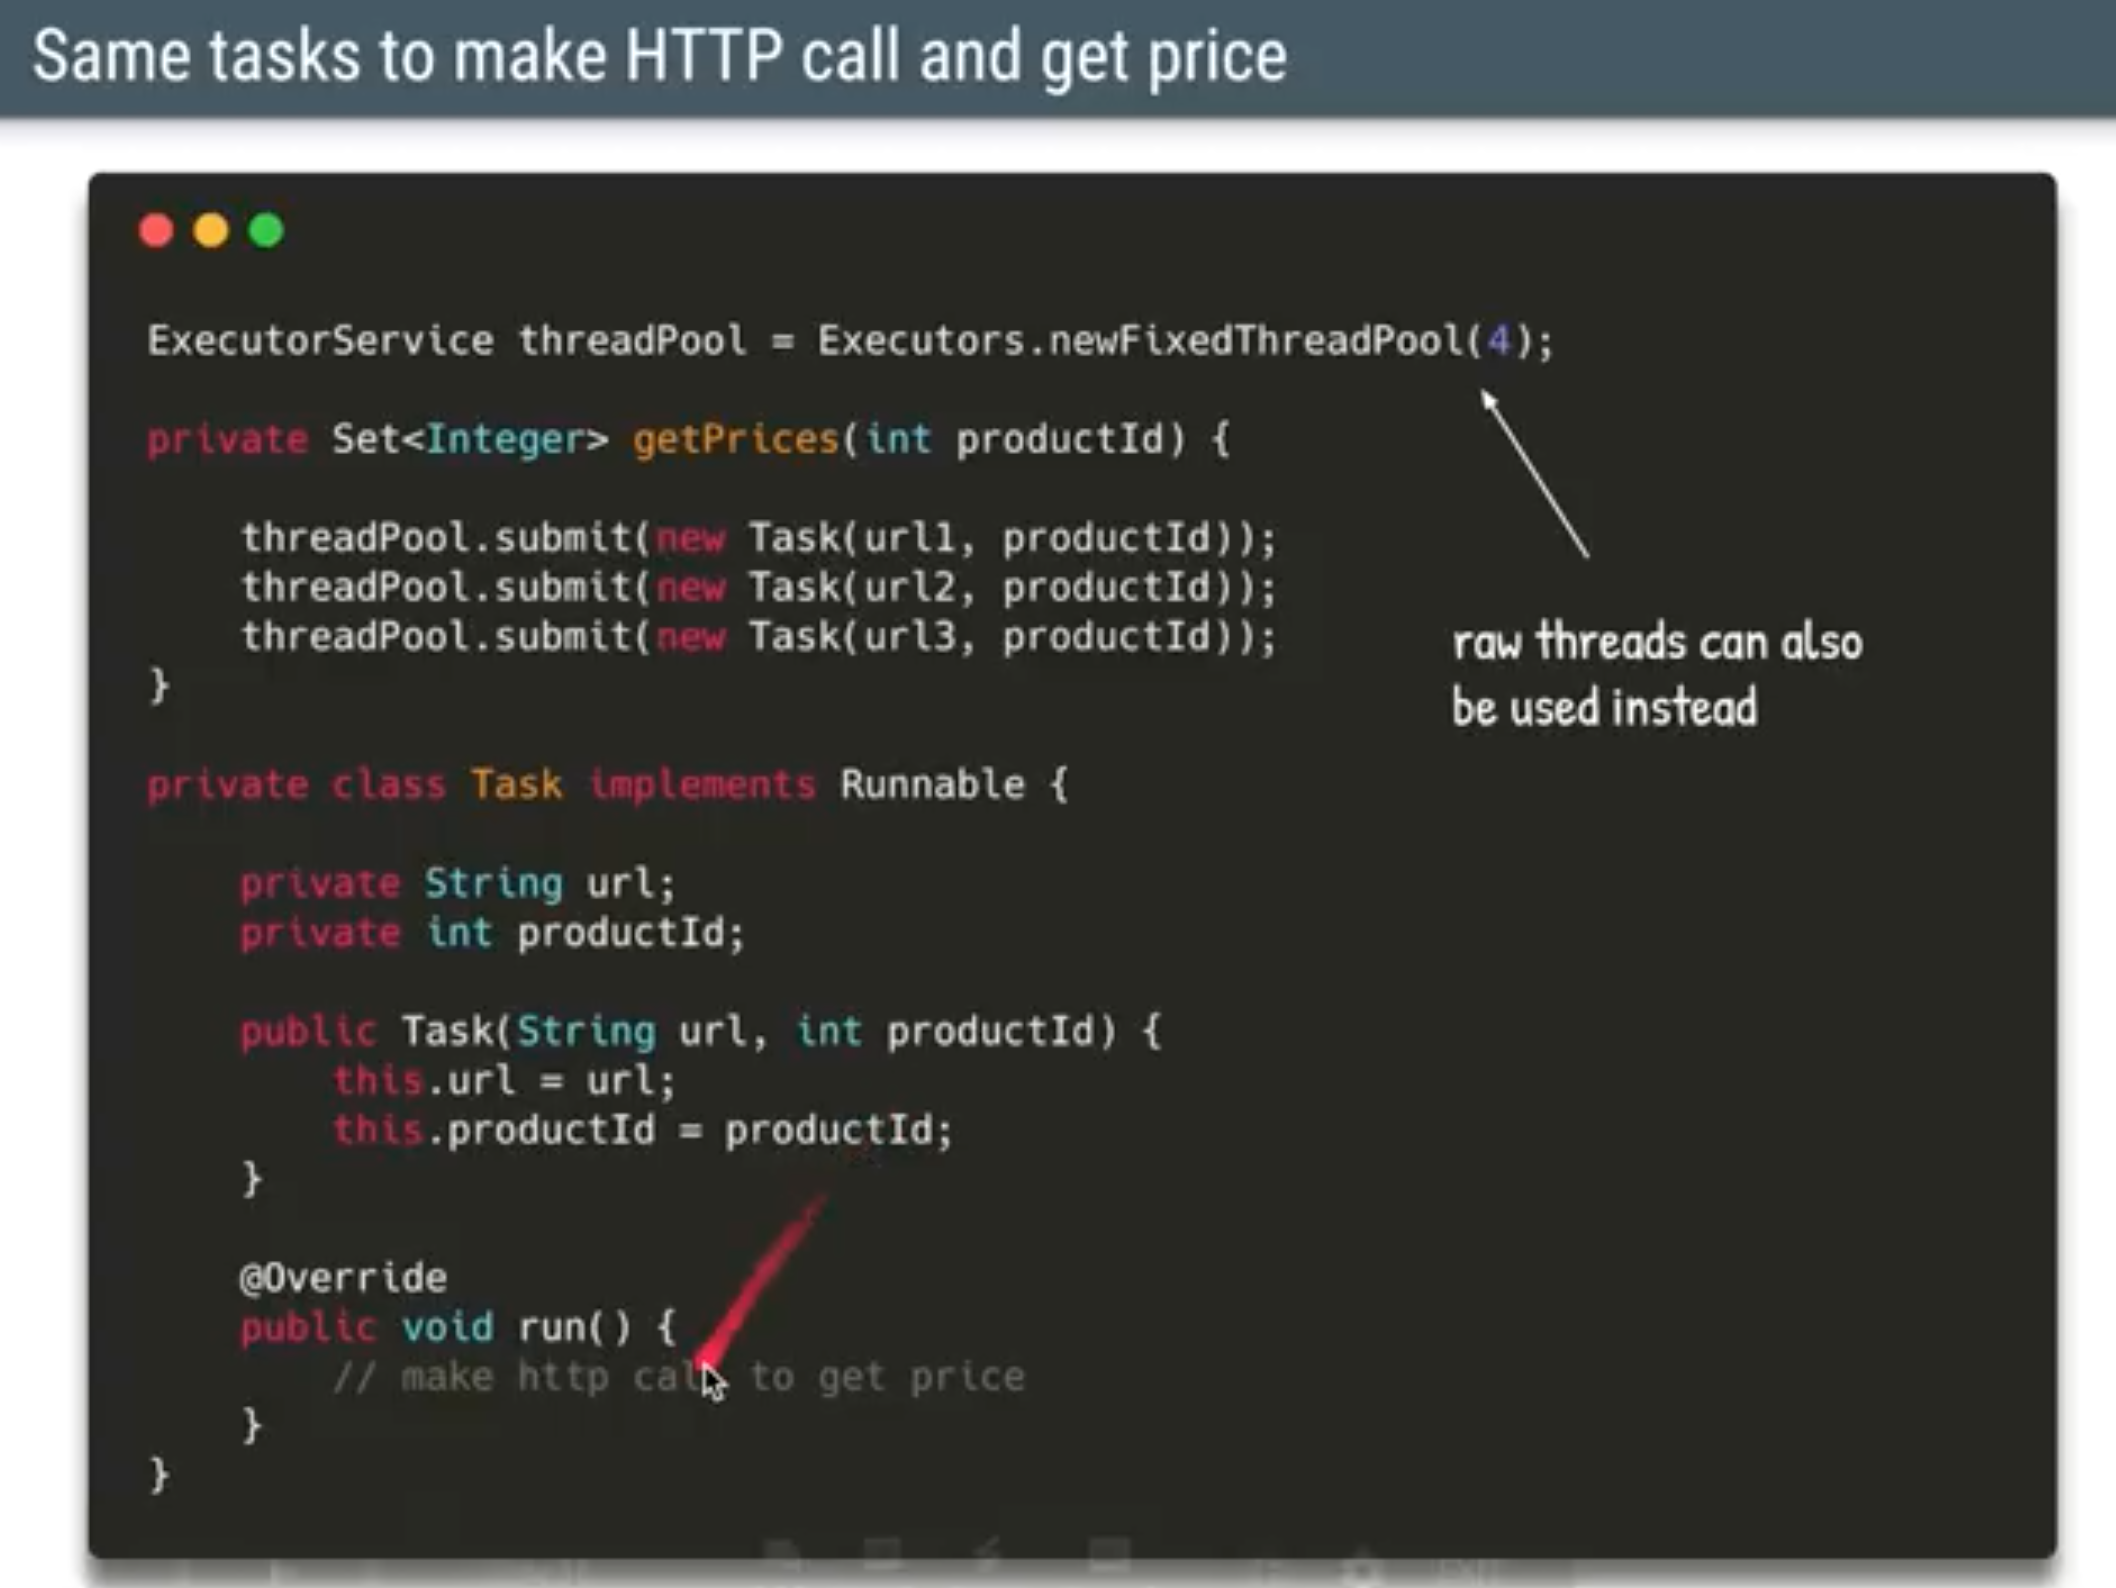 Same tasks to make HTTP call and get price
ExecutorService threadPool = Executors.newFixedThreadPool(4);
private Set<Integer> getPrices(int productId) {
threadPool.submit(new Task(url1, productId));
threadPool.submit(new Task(url2, productId));
threadPool.submit(new Task(url3, productId));
}
raw threads can also
be used instead
private class Task implements Runnable {
private String url;
private int productId;
public Task(String url, int productId) {
this.url = url;
this.productId = productId;
}
@Override
public void run() {
// make http call to get price
}
}